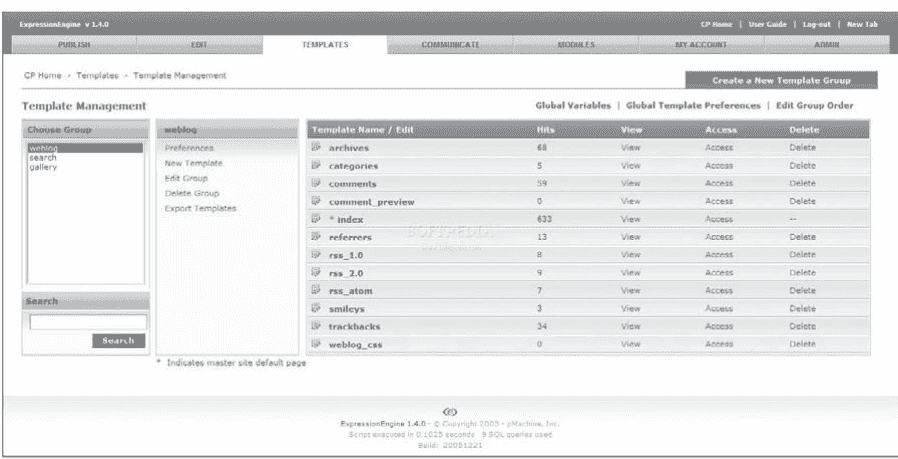 ExpressionEngine v 1.4.0
CP Home | User Guide | Log-out | New Tab
PUBLISH EDIT TEMPLATES COMMUNICATE MODULES MY ACCOUNT ADMIN
CP Home › Templates › Template Management
Create a New Template Group
Template Management
Global Variables | Global Template Preferences | Edit Group Order
Choose Group
weblog
search
gallery
Search
Search
weblog
Preferences
New Template
Edit Group
Delete Group
Export Templates
Template Name / Edit Hits View Access Delete
archives 68 View Access Delete
categories 5 View Access Delete
comments 59 View Access Delete
comment_preview 0 View Access Delete
* index 633 View Access --
referrers 13 View Access Delete
rss_1.0 8 View Access Delete
rss_2.0 9 View Access Delete
rss_atom 7 View Access Delete
smileys 3 View Access Delete
trackbacks 34 View Access Delete
weblog_css 0 View Access Delete
SOFTPEDIA
* Indicates master site default page
ExpressionEngine 1.4.0 - © Copyright 2005 - pMachine, Inc.
Script executed in 0.1025 seconds 9 SQL queries used
Build: 20051221